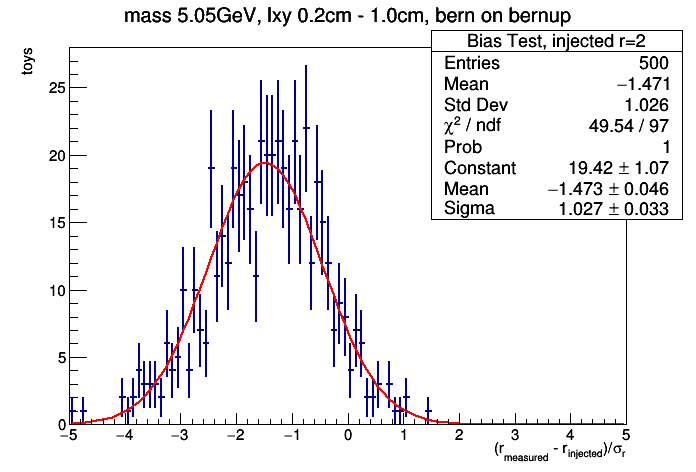 mass 5.05GeV, lxy 0.2cm - 1.0cm, bern on bernup
Bias Test, injected r=2
Entries 500
Mean −1.471
Std Dev 1.026
χ² / ndf 49.54 / 97
Prob 1
Constant 19.42 ± 1.07
Mean −1.473 ± 0.046
Sigma 1.027 ± 0.033
toys
25
20
15
10
5
0
−5 −4 −3 −2 −1 0 1 2 3 4 5
(r_measured - r_injected)/σ_r